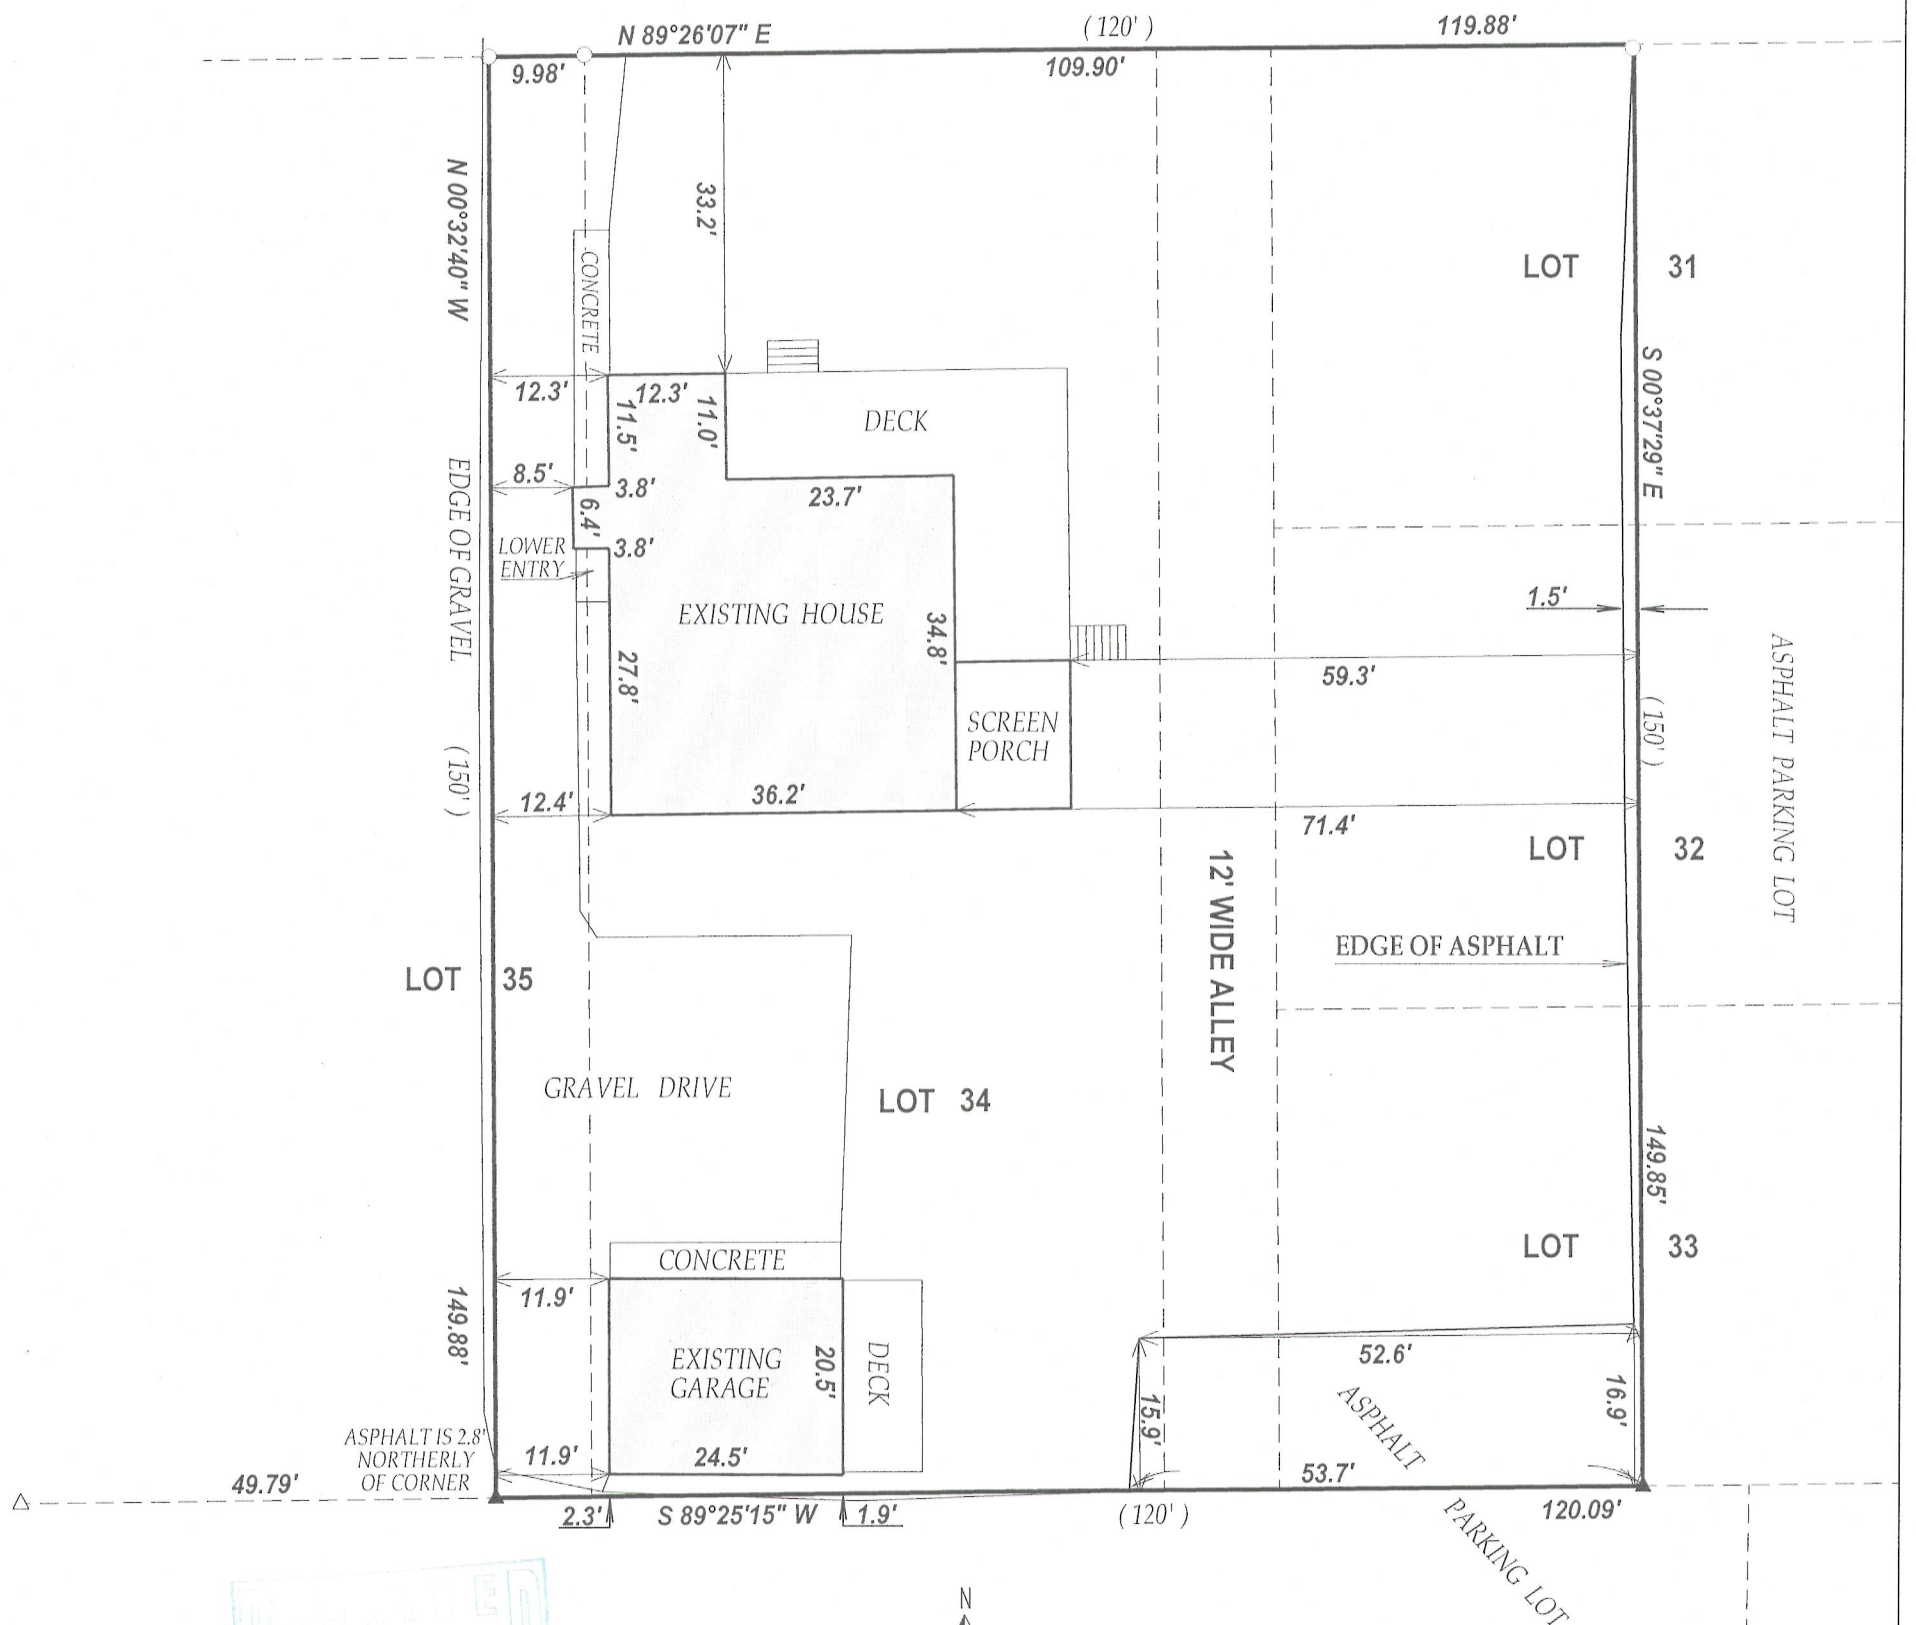 N 89°26'07" E
(120')
119.88'
9.98'
109.90'
N 00°32'40" W
33.2'
CONCRETE
LOT 31
S 00°37'29" E
12.3'
12.3'
11.5'
11.0'
DECK
8.5'
3.8'
6.4'
3.8'
23.7'
LOWER
ENTRY
EDGE OF GRAVEL
EXISTING HOUSE
34.8'
27.8'
1.5'
59.3'
(150')
ASPHALT PARKING LOT
SCREEN
PORCH
(150')
12.4'
36.2'
71.4'
LOT 32
12' WIDE ALLEY
EDGE OF ASPHALT
LOT 35
GRAVEL DRIVE
LOT 34
149.85'
LOT 33
CONCRETE
11.9'
149.88'
EXISTING
GARAGE
20.5'
DECK
52.6'
16.9'
15.9'
ASPHALT
ASPHALT IS 2.8'
NORTHERLY
OF CORNER
11.9'
24.5'
53.7'
49.79'
2.3'
S 89°25'15" W
1.9'
(120')
120.09'
PARKING LOT
N